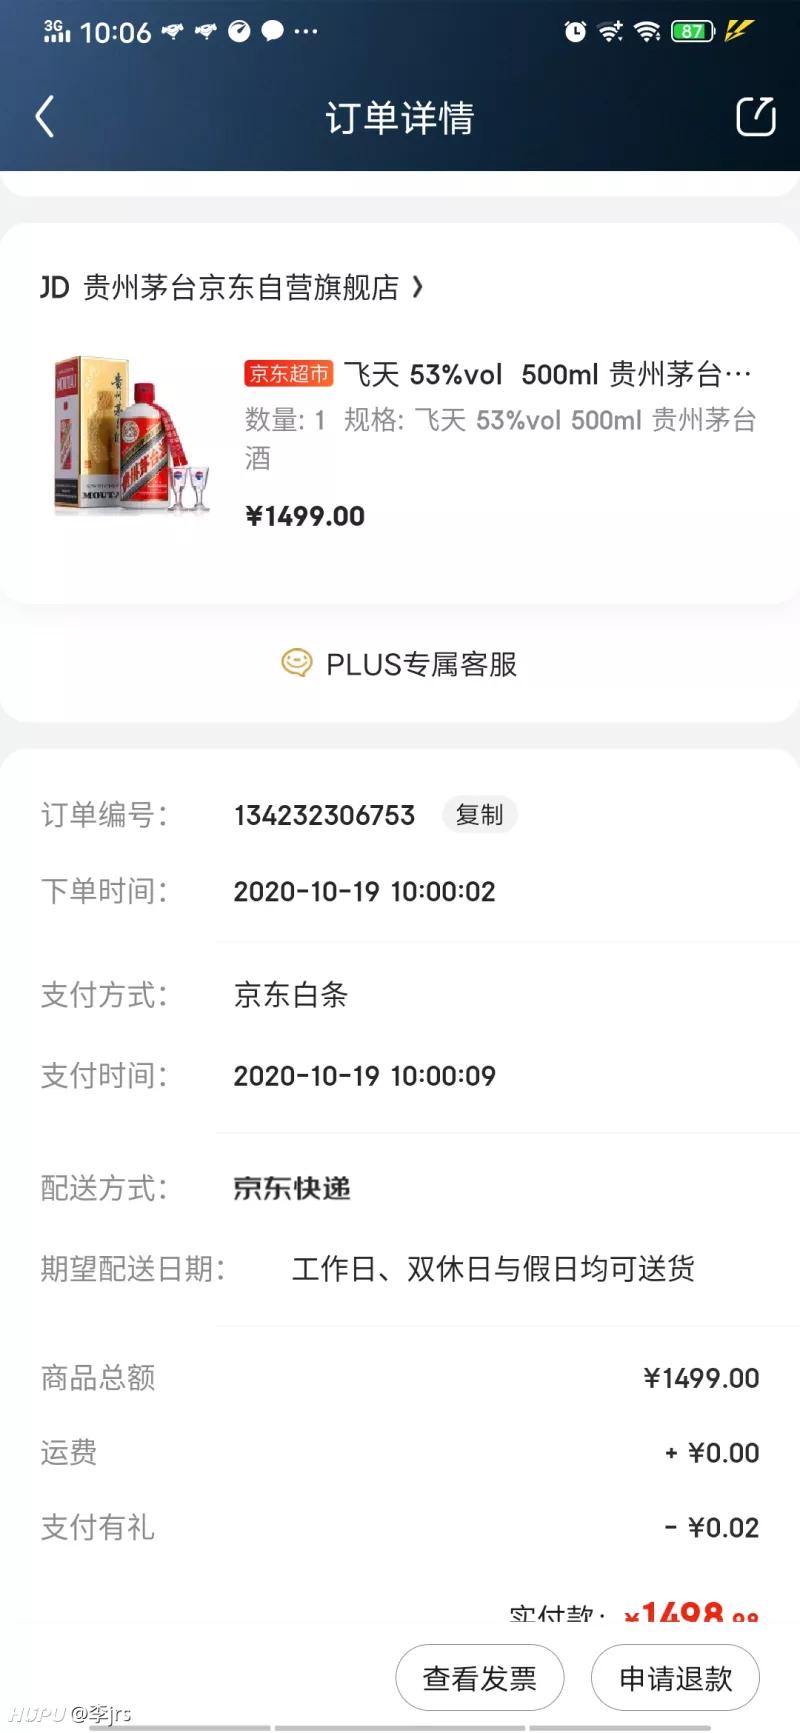 3G 10:06 ... 87
订单详情
JD 贵州茅台京东自营旗舰店
京东超市 飞天 53%vol 500ml 贵州茅台…
数量: 1 规格: 飞天 53%vol 500ml 贵州茅台
酒
¥1499.00
PLUS专属客服
订单编号: 134232306753 复制
下单时间: 2020-10-19 10:00:02
支付方式: 京东白条
支付时间: 2020-10-19 10:00:09
配送方式: 京东快递
期望配送日期: 工作日、双休日与假日均可送货
商品总额 ¥1499.00
运费 + ¥0.00
支付有礼 - ¥0.02
实付款: ¥1498.98
查看发票 申请退款
HUPU @李jrs